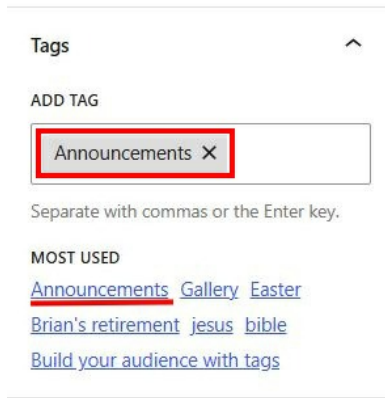 Tags
ADD TAG
Announcements ×
Separate with commas or the Enter key.
MOST USED
Announcements Gallery Easter
Brian's retirement jesus bible
Build your audience with tags